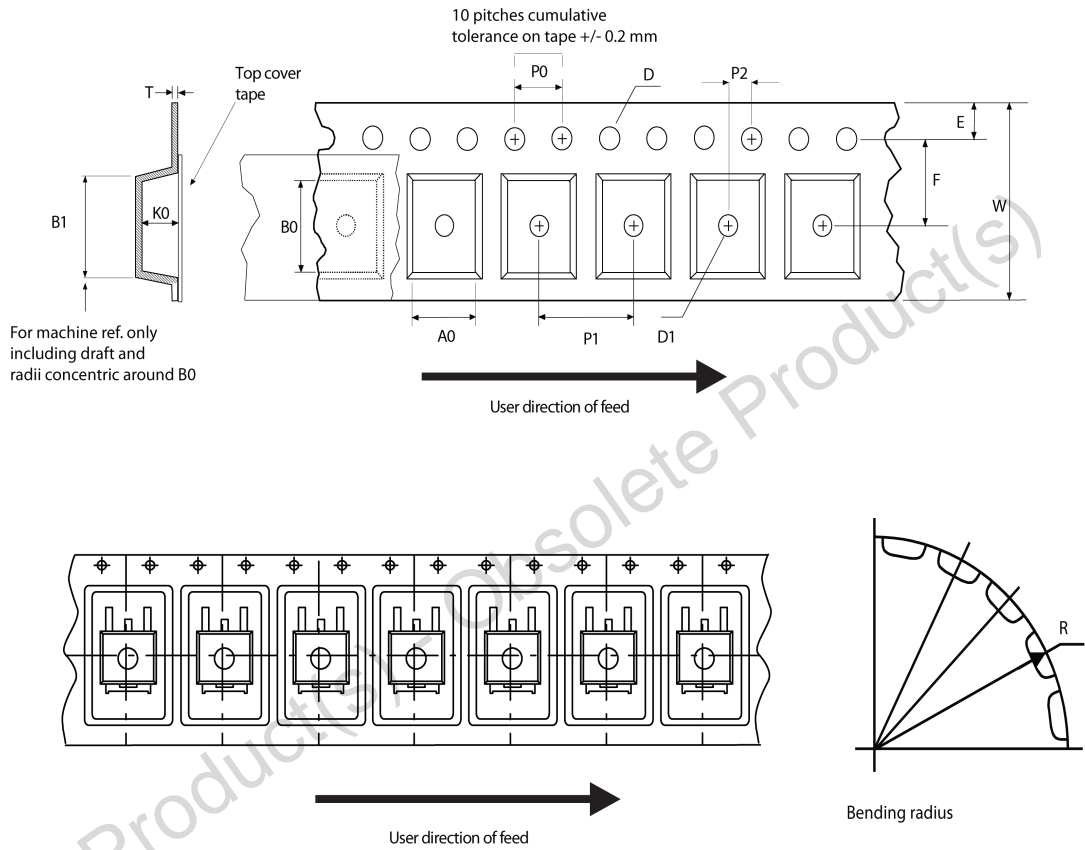 10 pitches cumulative
tolerance on tape +/- 0.2 mm
T
Top cover
tape
P0
D
P2
E
F
W
B1
K0
B0
A0
P1
D1
For machine ref. only
including draft and
radii concentric around B0
User direction of feed
R
Bending radius
User direction of feed
Product(s) - Obsolete Product(s)